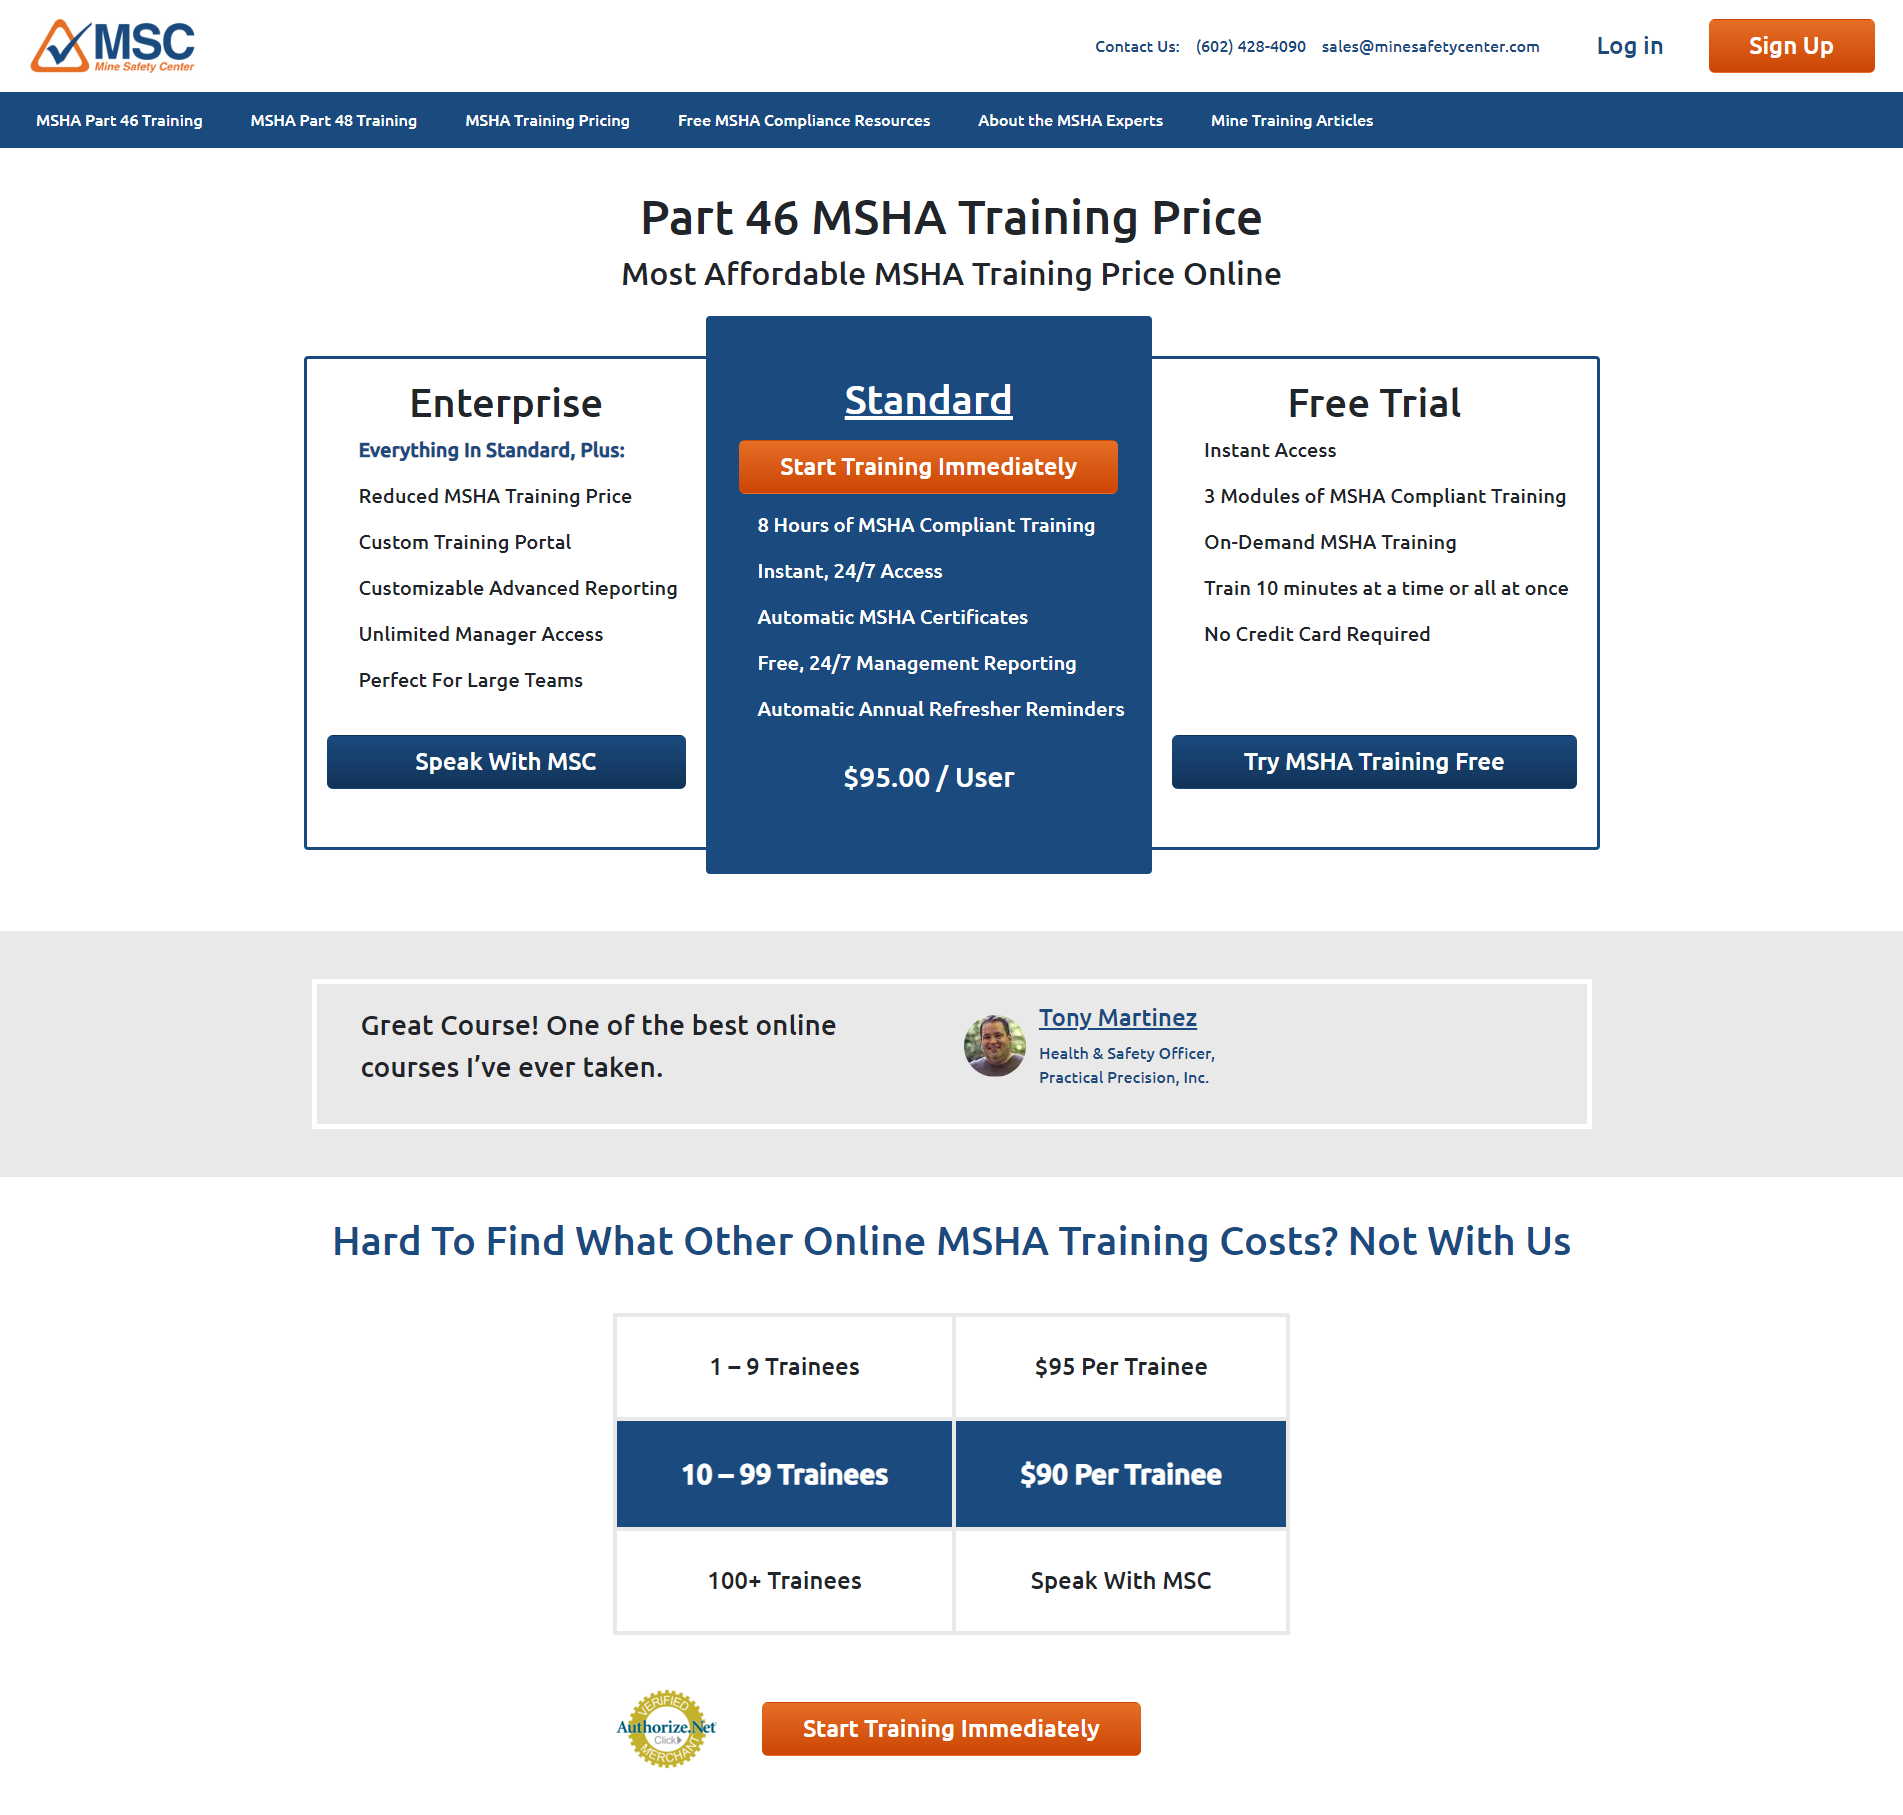 MSC
Mine Safety Center
Contact Us: (602) 428-4090 sales@minesafetycenter.com
Log in
Sign Up
MSHA Part 46 Training
MSHA Part 48 Training
MSHA Training Pricing
Free MSHA Compliance Resources
About the MSHA Experts
Mine Training Articles
Part 46 MSHA Training Price
Most Affordable MSHA Training Price Online
Enterprise
Everything In Standard, Plus:
Reduced MSHA Training Price
Custom Training Portal
Customizable Advanced Reporting
Unlimited Manager Access
Perfect For Large Teams
Speak With MSC
Standard
Start Training Immediately
8 Hours of MSHA Compliant Training
Instant, 24/7 Access
Automatic MSHA Certificates
Free, 24/7 Management Reporting
Automatic Annual Refresher Reminders
$95.00 / User
Free Trial
Instant Access
3 Modules of MSHA Compliant Training
On-Demand MSHA Training
Train 10 minutes at a time or all at once
No Credit Card Required
Try MSHA Training Free
Great Course! One of the best online
courses I’ve ever taken.
Tony Martinez
Health & Safety Officer,
Practical Precision, Inc.
Hard To Find What Other Online MSHA Training Costs? Not With Us
1 – 9 Trainees
$95 Per Trainee
10 – 99 Trainees
$90 Per Trainee
100+ Trainees
Speak With MSC
VERIFIED
Authorize.Net
Click
MERCHANT
Start Training Immediately